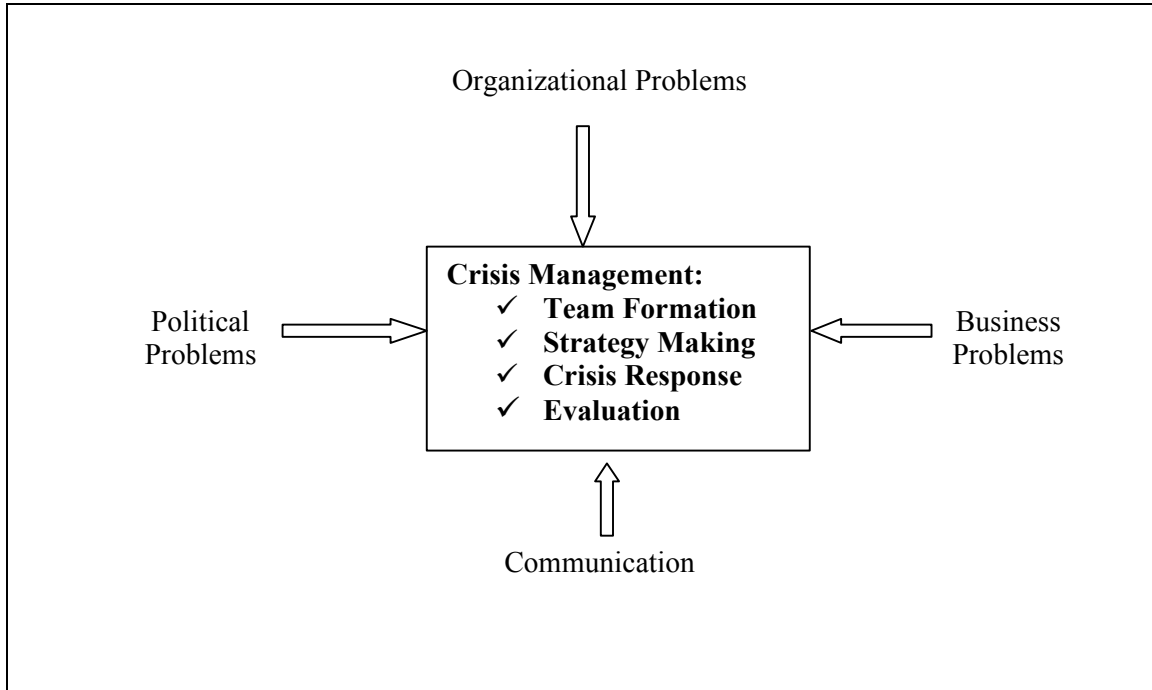 Organizational Problems
Crisis Management:
✓ Team Formation
✓ Strategy Making
✓ Crisis Response
✓ Evaluation
Political
Problems
Business
Problems
Communication